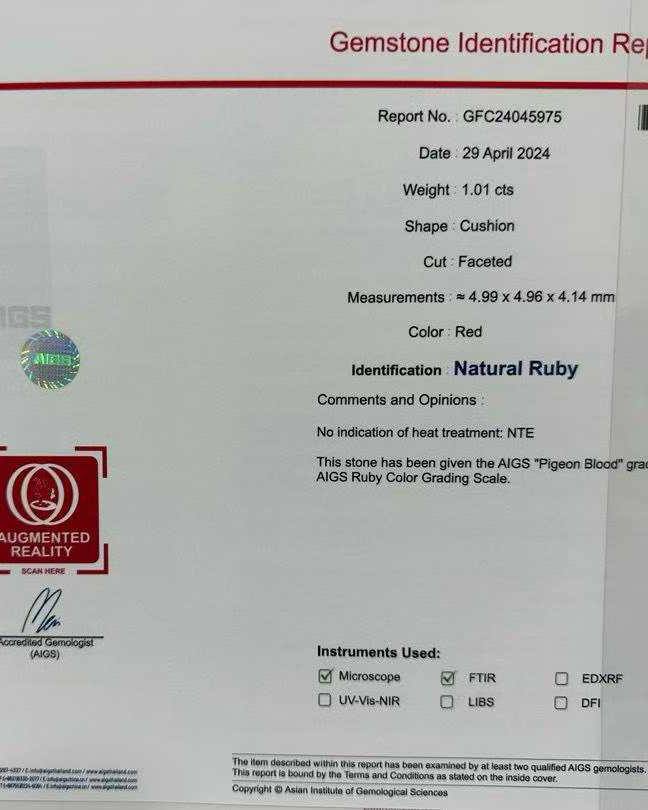 Gemstone Identification Re
Report No. : GFC24045975
Date : 29 April 2024
Weight : 1.01 cts
Shape : Cushion
Cut : Faceted
Measurements : ≈ 4.99 x 4.96 x 4.14 mm
Color : Red
Identification : Natural Ruby
Comments and Opinions :
No indication of heat treatment: NTE
This stone has been given the AIGS "Pigeon Blood" gra
AIGS Ruby Color Grading Scale.
IGS
AIGS
AUGMENTED
REALITY
SCAN HERE
Accredited Gemologist
(AIGS)
Instruments Used:
Microscope
FTIR
EDXRF
UV-Vis-NIR
LIBS
DFI
The item described within this report has been examined by at least two qualified AIGS gemologists.
This report is bound by the Terms and Conditions as stated on the inside cover.
Copyright © Asian Institute of Gemological Sciences